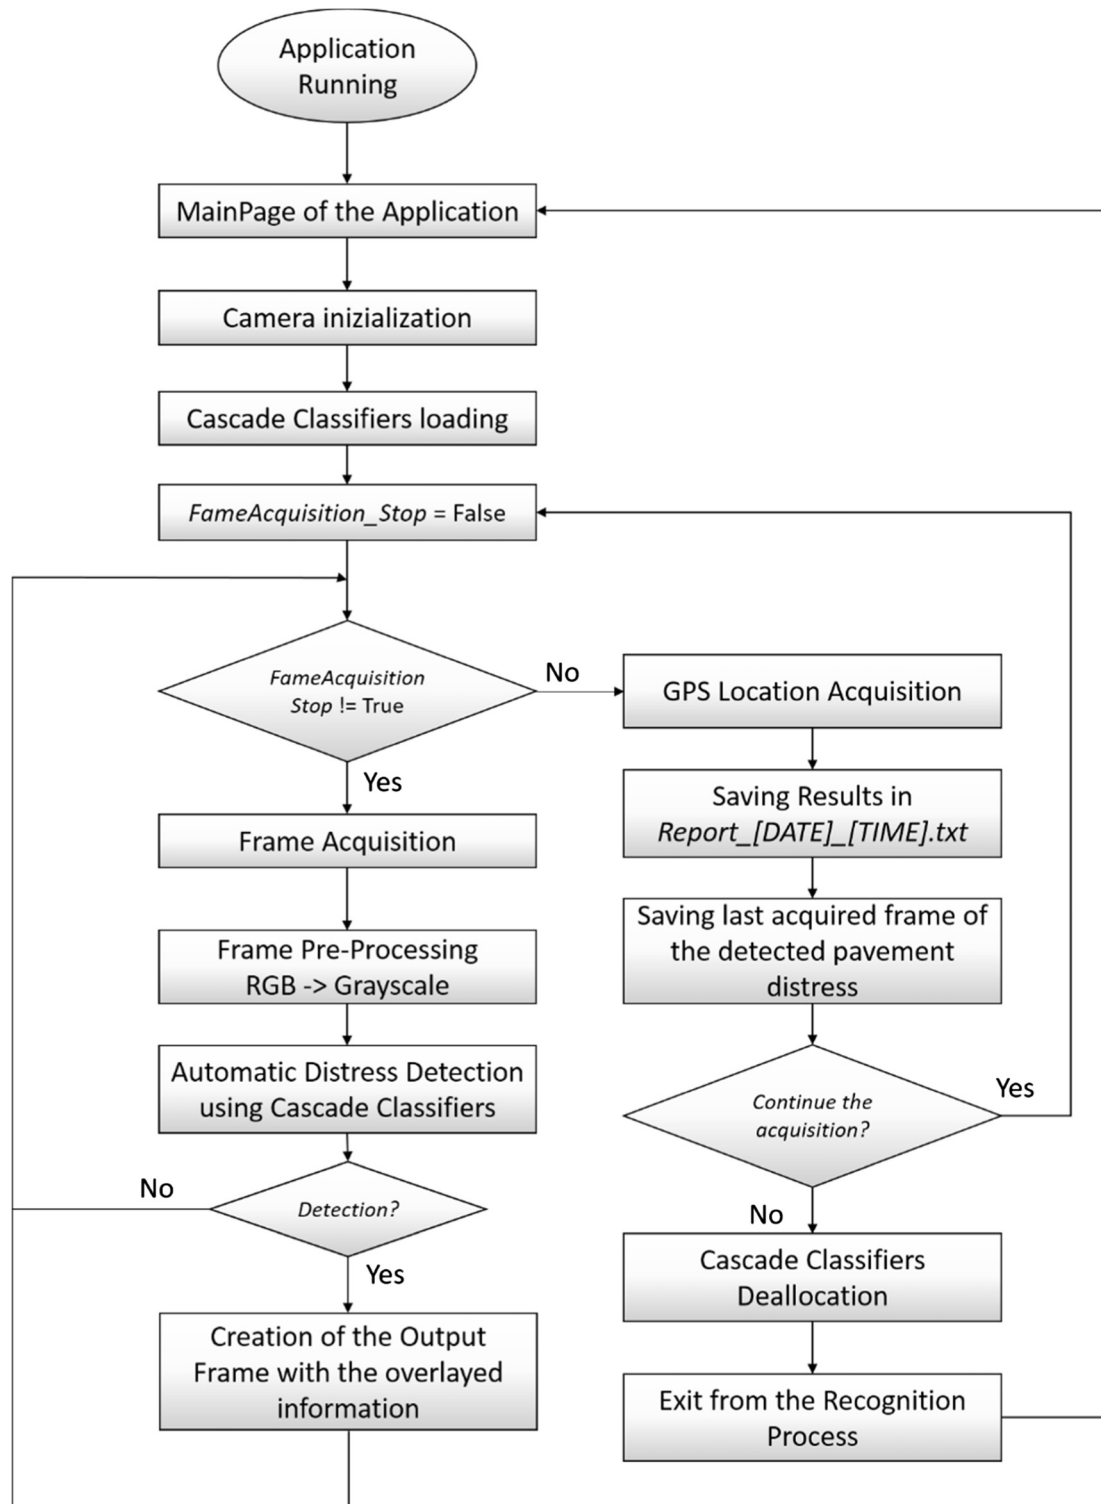 Application
Running
MainPage of the Application
Camera inizialization
Cascade Classifiers loading
FameAcquisition_Stop = False
FameAcquisition
Stop != True
No
Yes
Frame Acquisition
Frame Pre-Processing
RGB -> Grayscale
Automatic Distress Detection
using Cascade Classifiers
Detection?
No
Yes
Creation of the Output
Frame with the overlayed
information
GPS Location Acquisition
Saving Results in
Report_[DATE]_[TIME].txt
Saving last acquired frame of
the detected pavement
distress
Continue the
acquisition?
Yes
No
Cascade Classifiers
Deallocation
Exit from the Recognition
Process